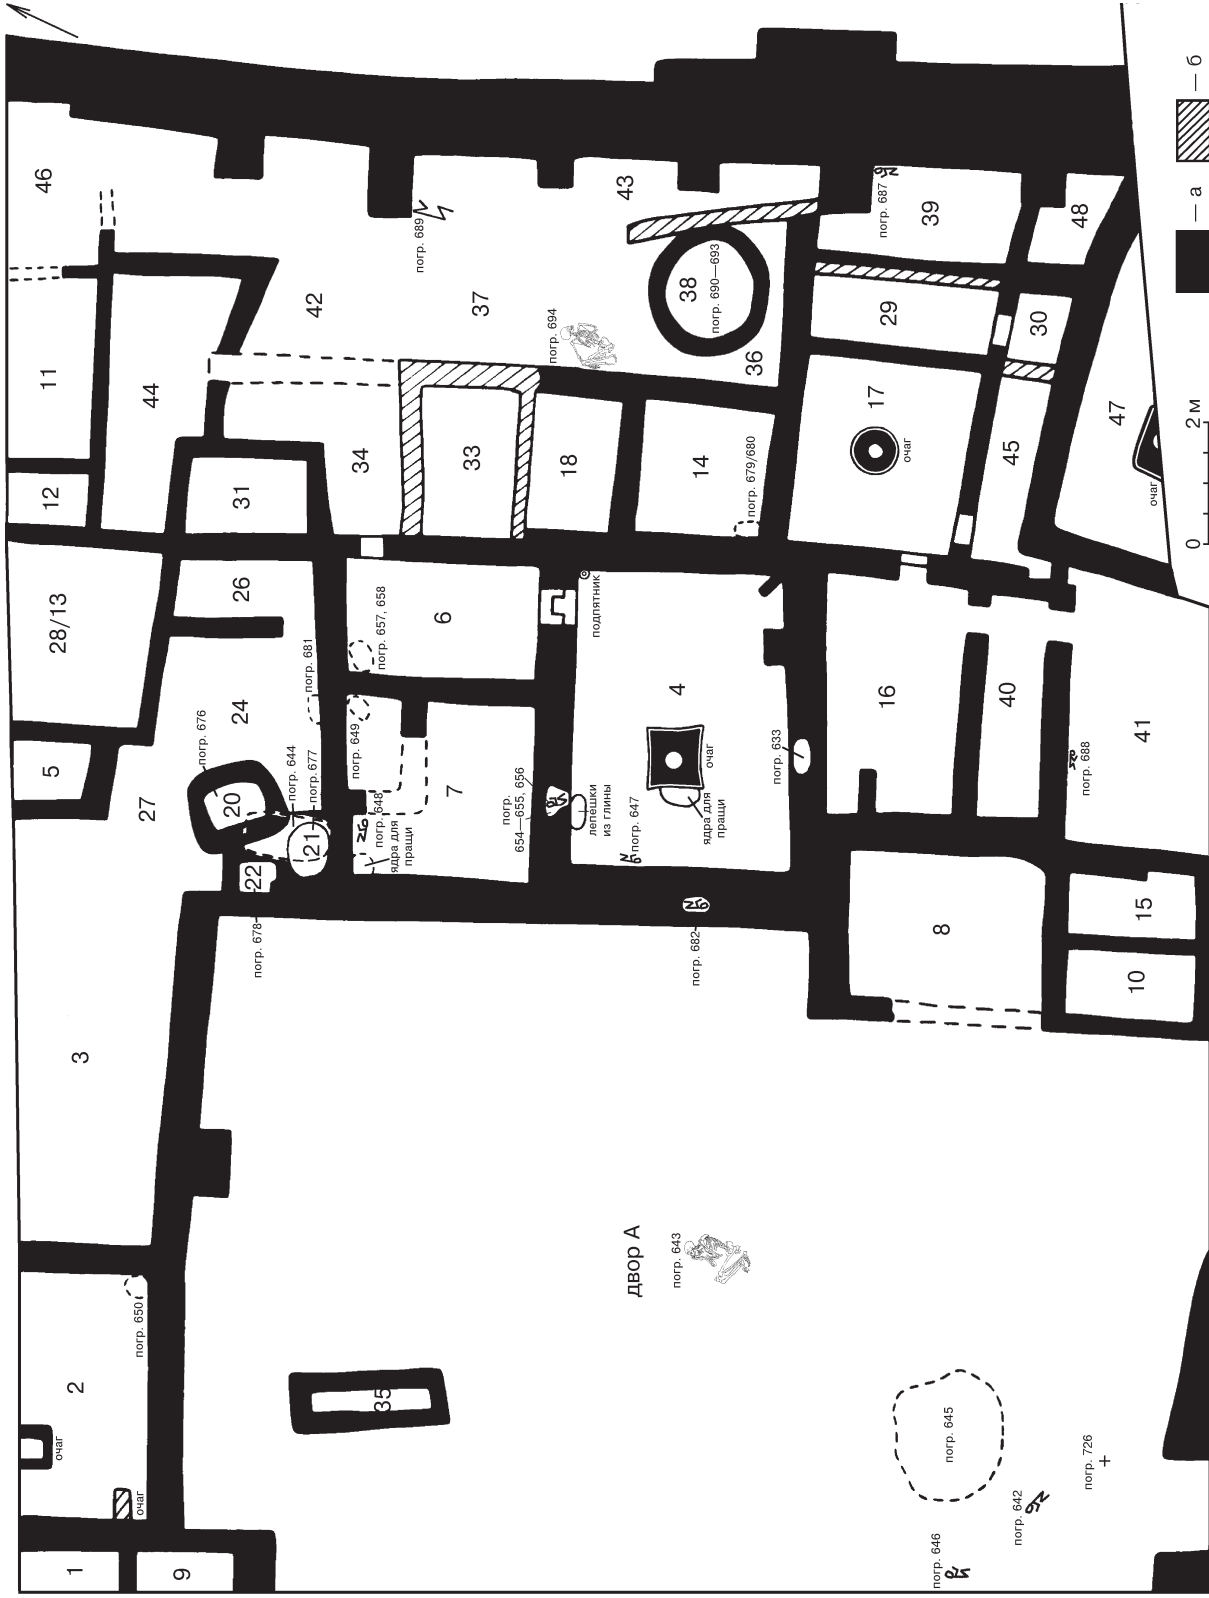 46
11
12
44
31
42
погр. 689
37
43
38
погр. 690—693
36
погр. 694
34
33
18
14
погр. 679/680
погр. 687
39
48
29
30
17
очаг
45
47
очаг
а
б
0
2 м
28/13
26
24
погр. 681
5
27
погр. 676
20
погр. 644
погр. 677
21
22
погр. 678
6
погр. 657, 658
погр. 649
погр. 648
ядра для
пращи
7
погр.
654—655, 656
лепешки
из глины
подпятник
4
очаг
ядра для
пращи
погр. 647
погр. 633
погр. 682
16
40
41
погр. 688
8
15
10
3
2
очаг
очаг
погр. 650
1
9
35
двор А
погр. 643
погр. 645
погр. 646
погр. 642
погр. 726